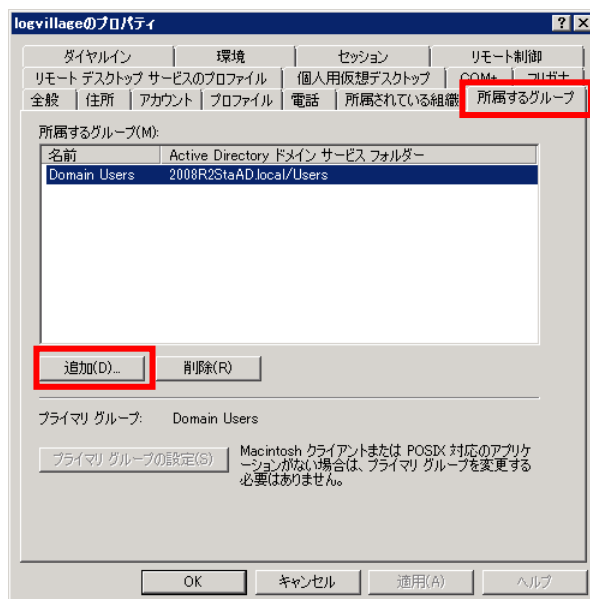 logvillageのプロパティ
ダイヤルイン 環境 セッション リモート制御
リモート デスクトップ サービスのプロファイル 個人用仮想デスクトップ COM+ フリガナ
全般 住所 アカウント プロファイル 電話 所属されている組織 所属するグループ
所属するグループ(M):
名前 Active Directory ドメイン サービス フォルダー
Domain Users 2008R2StaAD.local/Users
追加(D)... 削除(R)
プライマリ グループ: Domain Users
プライマリ グループの設定(S)
Macintosh クライアントまたは POSIX 対応のアプリケ
ーションがない場合は、プライマリ グループを変更する
必要はありません。
OK キャンセル 適用(A) ヘルプ